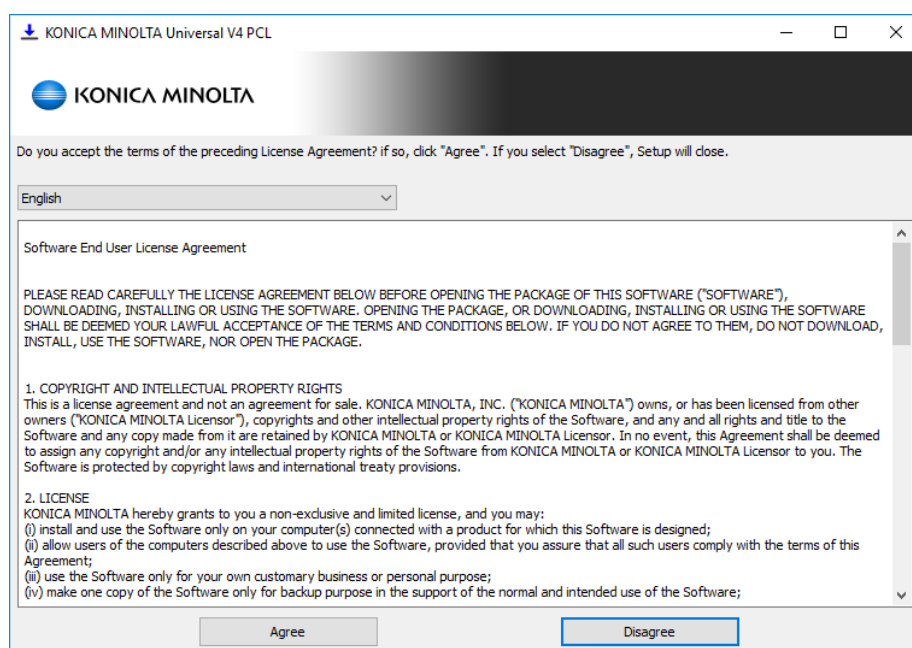 KONICA MINOLTA Universal V4 PCL
KONICA MINOLTA
Do you accept the terms of the preceding License Agreement? if so, click "Agree". If you select "Disagree", Setup will close.
English
Software End User License Agreement
PLEASE READ CAREFULLY THE LICENSE AGREEMENT BELOW BEFORE OPENING THE PACKAGE OF THIS SOFTWARE ("SOFTWARE"),
DOWNLOADING, INSTALLING OR USING THE SOFTWARE. OPENING THE PACKAGE, OR DOWNLOADING, INSTALLING OR USING THE SOFTWARE
SHALL BE DEEMED YOUR LAWFUL ACCEPTANCE OF THE TERMS AND CONDITIONS BELOW. IF YOU DO NOT AGREE TO THEM, DO NOT DOWNLOAD,
INSTALL, USE THE SOFTWARE, NOR OPEN THE PACKAGE.
1. COPYRIGHT AND INTELLECTUAL PROPERTY RIGHTS
This is a license agreement and not an agreement for sale. KONICA MINOLTA, INC. ("KONICA MINOLTA") owns, or has been licensed from other
owners ("KONICA MINOLTA Licensor"), copyrights and other intellectual property rights of the Software, and any and all rights and title to the
Software and any copy made from it are retained by KONICA MINOLTA or KONICA MINOLTA Licensor. In no event, this Agreement shall be deemed
to assign any copyright and/or any intellectual property rights of the Software from KONICA MINOLTA or KONICA MINOLTA Licensor to you. The
Software is protected by copyright laws and international treaty provisions.
2. LICENSE
KONICA MINOLTA hereby grants to you a non-exclusive and limited license, and you may:
(i) install and use the Software only on your computer(s) connected with a product for which this Software is designed;
(ii) allow users of the computers described above to use the Software, provided that you assure that all such users comply with the terms of this
Agreement;
(iii) use the Software only for your own customary business or personal purpose;
(iv) make one copy of the Software only for backup purpose in the support of the normal and intended use of the Software;
Agree
Disagree